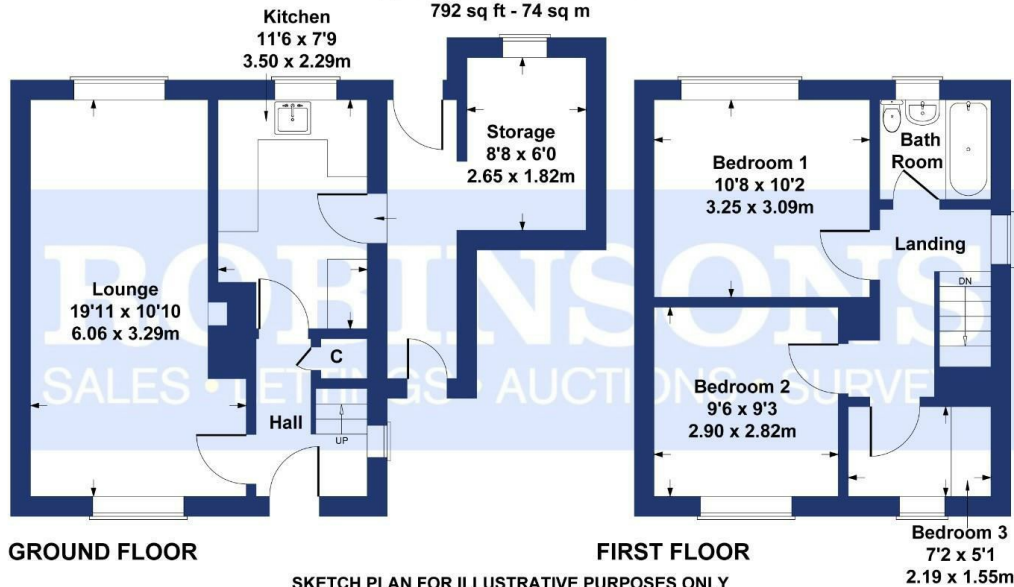 792 sq ft - 74 sq m
Kitchen
11'6 x 7'9
3.50 x 2.29m
Storage
8'8 x 6'0
2.65 x 1.82m
Lounge
19'11 x 10'10
6.06 x 3.29m
C
Hall
UP
Bedroom 1
10'8 x 10'2
3.25 x 3.09m
Bath
Room
Landing
DN
Bedroom 2
9'6 x 9'3
2.90 x 2.82m
Bedroom 3
7'2 x 5'1
2.19 x 1.55m
ROBINSONS
SALES • LETTINGS • AUCTIONS • SURVE
GROUND FLOOR
FIRST FLOOR
SKETCH PLAN FOR ILLUSTRATIVE PURPOSES ONLY